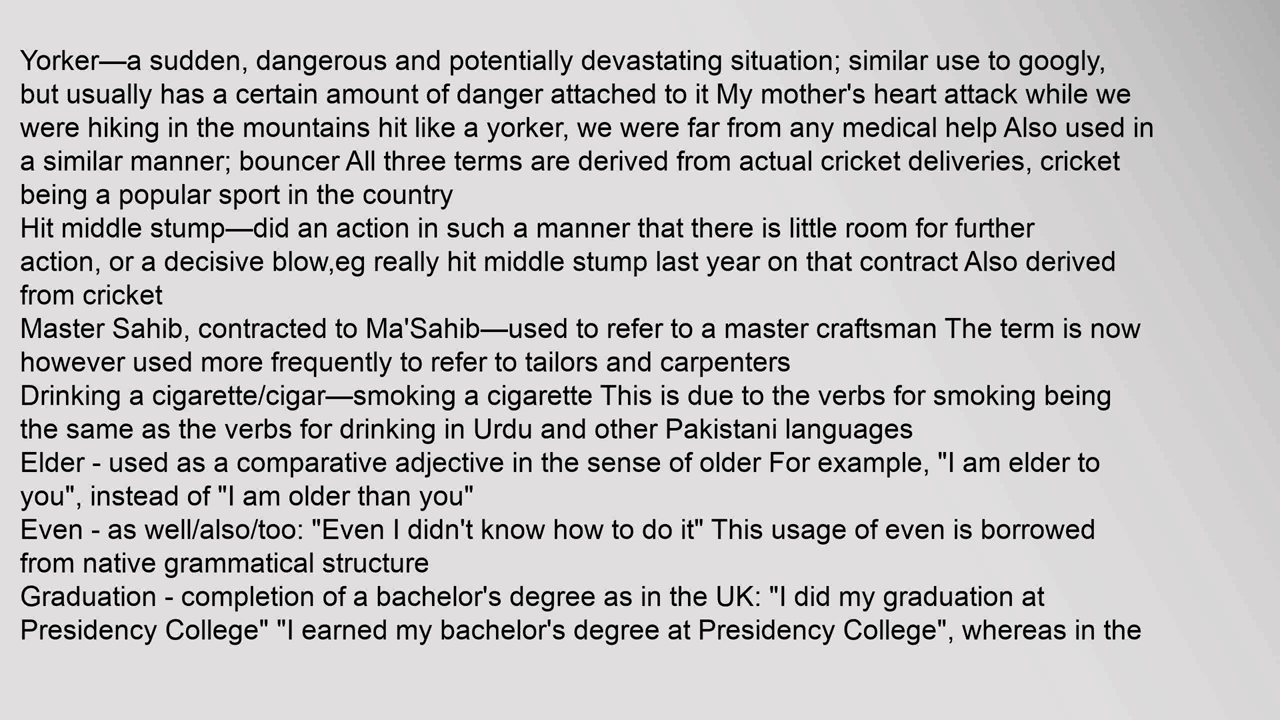 Yorker—a sudden, dangerous and potentially devastating situation; similar use to googly,
but usually has a certain amount of danger attached to it My mother's heart attack while we
were hiking in the mountains hit like a yorker, we were far from any medical help Also used in
a similar manner; bouncer All three terms are derived from actual cricket deliveries, cricket
being a popular sport in the country
Hit middle stump—did an action in such a manner that there is little room for further
action, or a decisive blow,eg really hit middle stump last year on that contract Also derived
from cricket
Master Sahib, contracted to Ma'Sahib—used to refer to a master craftsman The term is now
however used more frequently to refer to tailors and carpenters
Drinking a cigarette/cigar—smoking a cigarette This is due to the verbs for smoking being
the same as the verbs for drinking in Urdu and other Pakistani languages
Elder - used as a comparative adjective in the sense of older For example, "I am elder to
you", instead of "I am older than you"
Even - as well/also/too: "Even I didn't know how to do it" This usage of even is borrowed
from native grammatical structure
Graduation - completion of a bachelor's degree as in the UK: "I did my graduation at
Presidency College" "I earned my bachelor's degree at Presidency College", whereas in the